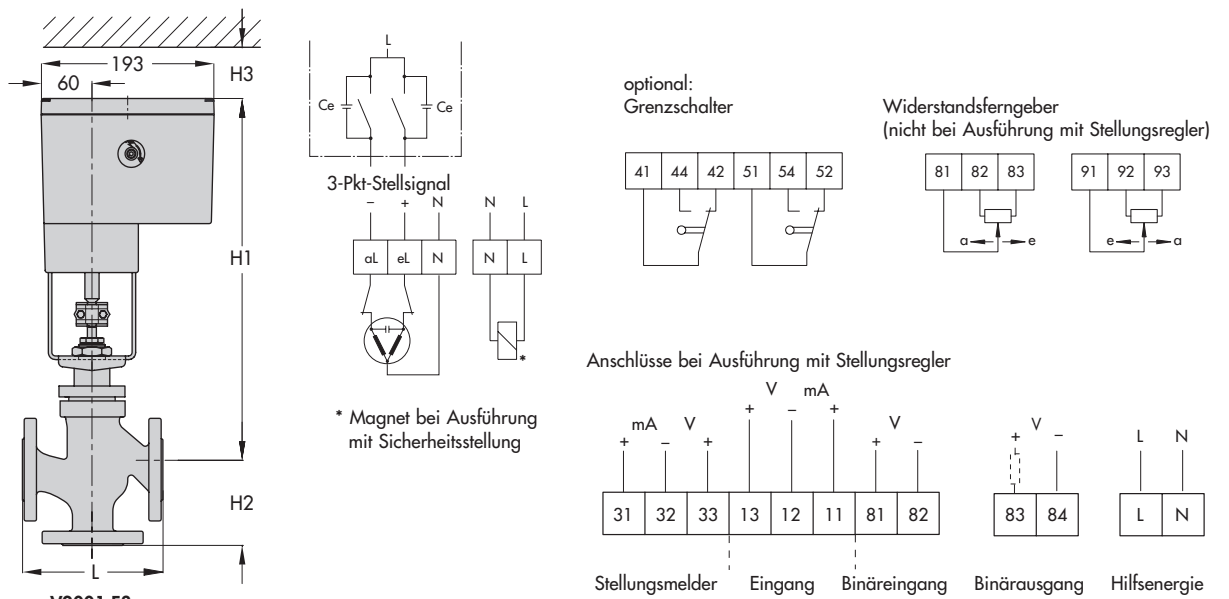 193
60
H3
H1
H2
L
L
Ce
Ce
3-Pkt-Stellsignal
– + N N L
aL eL N N L
*
* Magnet bei Ausführung
mit Sicherheitsstellung
optional:
Grenzschalter
41 44 42 51 54 52
Widerstandsferngeber
(nicht bei Ausführung mit Stellungsregler)
81 82 83 91 92 93
a e e a
Anschlüsse bei Ausführung mit Stellungsregler
V mA
+ – +
mA V
+ – +
V
+ –
V
+ –
L N
31 32 33 13 12 11 81 82 83 84 L N
Stellungsmelder Eingang Binäreingang Binärausgang Hilfsenergie